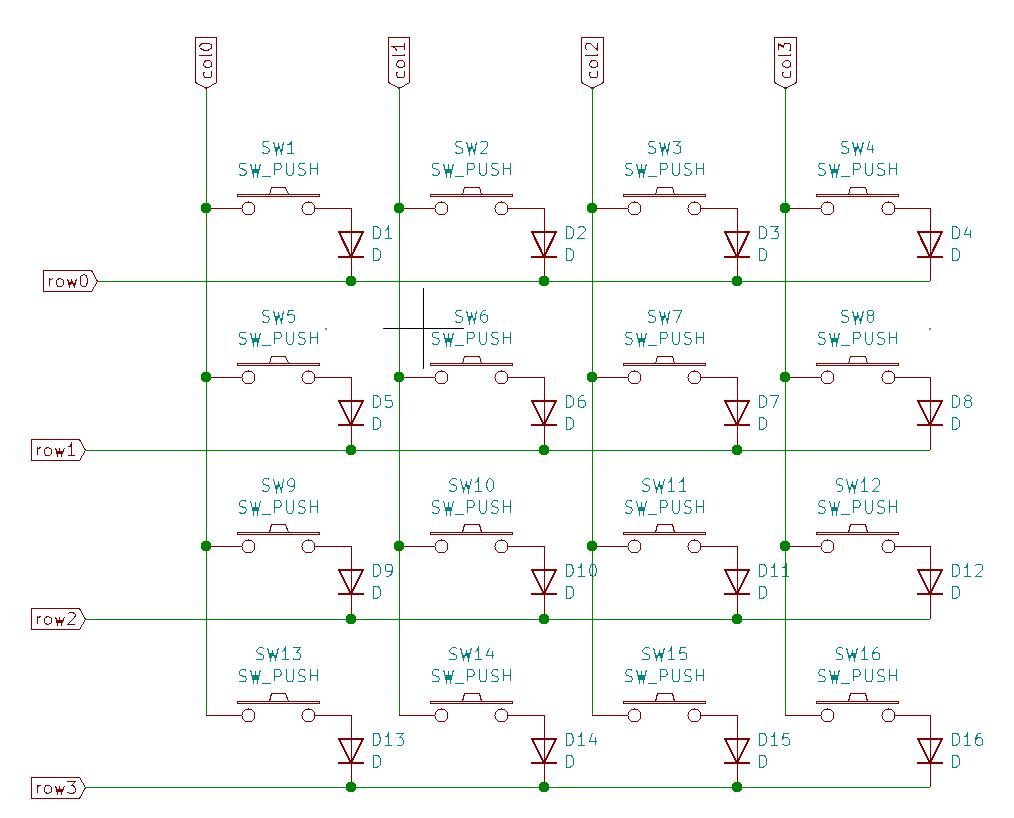 col0
col1
col2
col3
SW1
SW_PUSH
SW2
SW_PUSH
SW3
SW_PUSH
SW4
SW_PUSH
D1
D
D2
D
D3
D
D4
D
row0
SW5
SW_PUSH
SW6
SW_PUSH
SW7
SW_PUSH
SW8
SW_PUSH
D5
D
D6
D
D7
D
D8
D
row1
SW9
SW_PUSH
SW10
SW_PUSH
SW11
SW_PUSH
SW12
SW_PUSH
D9
D
D10
D
D11
D
D12
D
row2
SW13
SW_PUSH
SW14
SW_PUSH
SW15
SW_PUSH
SW16
SW_PUSH
D13
D
D14
D
D15
D
D16
D
row3